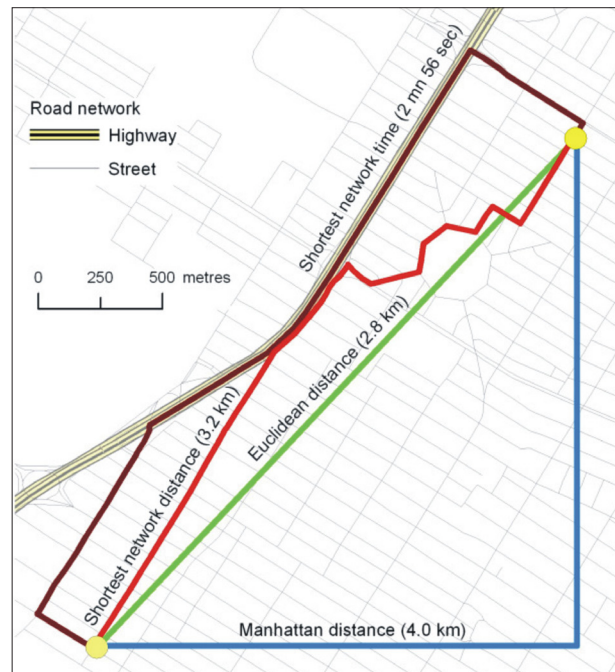 Road network
Highway
Street
0 250 500 metres
Shortest network time (2 mn 56 sec)
Shortest network distance (3.2 km)
Euclidean distance (2.8 km)
Manhattan distance (4.0 km)